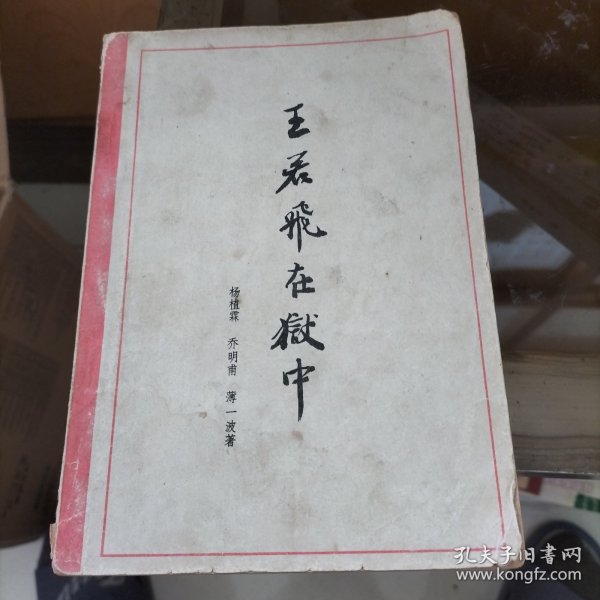 王若飛在獄中
杨植霖 乔明甫 薄一波著
孔夫子旧书网
www.kongfz.com